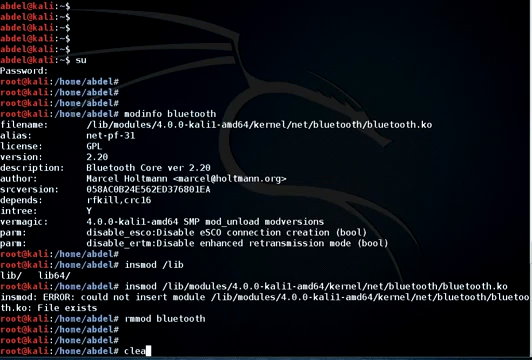 abdel@kali:~$
abdel@kali:~$
abdel@kali:~$
abdel@kali:~$
abdel@kali:~$
abdel@kali:~$ su
Password:
root@kali:/home/abdel#
root@kali:/home/abdel#
root@kali:/home/abdel#
root@kali:/home/abdel# modinfo bluetooth
filename: /lib/modules/4.0.0-kali1-amd64/kernel/net/bluetooth/bluetooth.ko
alias: net-pf-31
license: GPL
version: 2.20
description: Bluetooth Core ver 2.20
author: Marcel Holtmann <marcel@holtmann.org>
srcversion: 058AC0B24E562ED376801EA
depends: rfkill,crc16
intree: Y
vermagic: 4.0.0-kali1-amd64 SMP mod_unload modversions
parm: disable_esco:Disable eSCO connection creation (bool)
parm: disable_ertm:Disable enhanced retransmission mode (bool)
root@kali:/home/abdel#
root@kali:/home/abdel# insmod /lib
lib/ lib64/
root@kali:/home/abdel# insmod /lib/modules/4.0.0-kali1-amd64/kernel/net/bluetooth/bluetooth.ko
insmod: ERROR: could not insert module /lib/modules/4.0.0-kali1-amd64/kernel/net/bluetooth/bluetoo
th.ko: File exists
root@kali:/home/abdel# rmmod bluetooth
root@kali:/home/abdel#
root@kali:/home/abdel#
root@kali:/home/abdel# clea